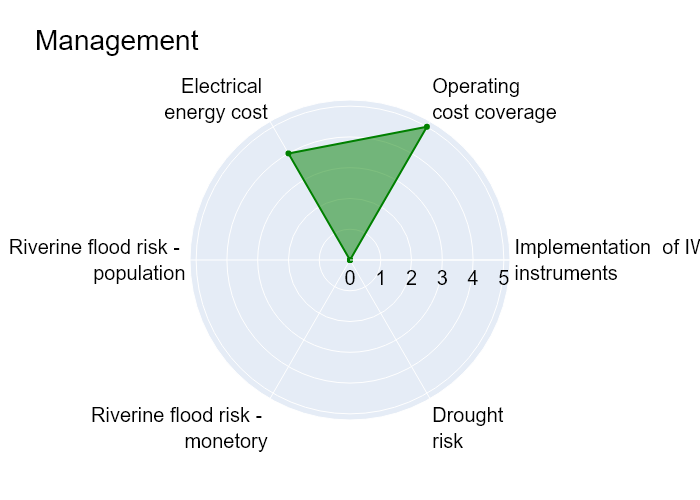 Management
Electrical
energy cost
Operating
cost coverage
Riverine flood risk -
population
Implementation  of
instruments
0 1 2 3 4 5
Riverine flood risk -
monetory
Drought
risk